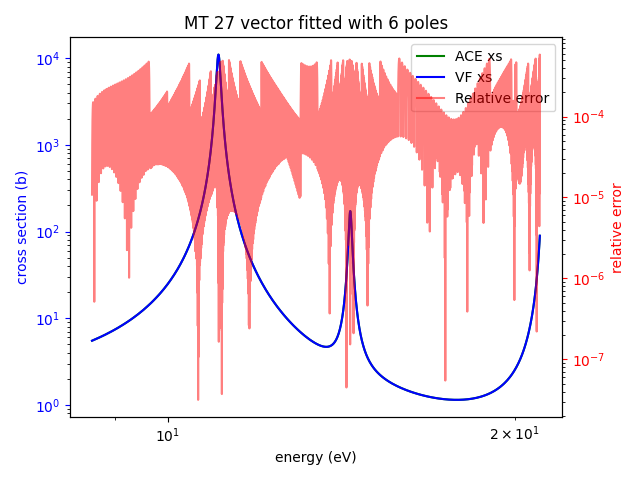 MT 27 vector fitted with 6 poles
ACE xs
VF xs
Relative error
10⁴
10³
10²
10¹
10⁰
cross section (b)
10⁻⁴
10⁻⁵
10⁻⁶
10⁻⁷
relative error
10¹
2 × 10¹
energy (eV)